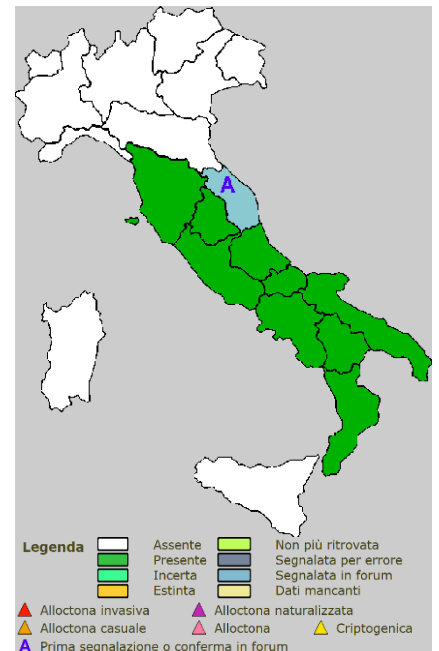 A
Legenda
Assente Non più ritrovata
Presente Segnalata per errore
Incerta Segnalata in forum
Estinta Dati mancanti
Alloctona invasiva Alloctona naturalizzata
Alloctona casuale Alloctona Criptogenica
A Prima segnalazione o conferma in forum